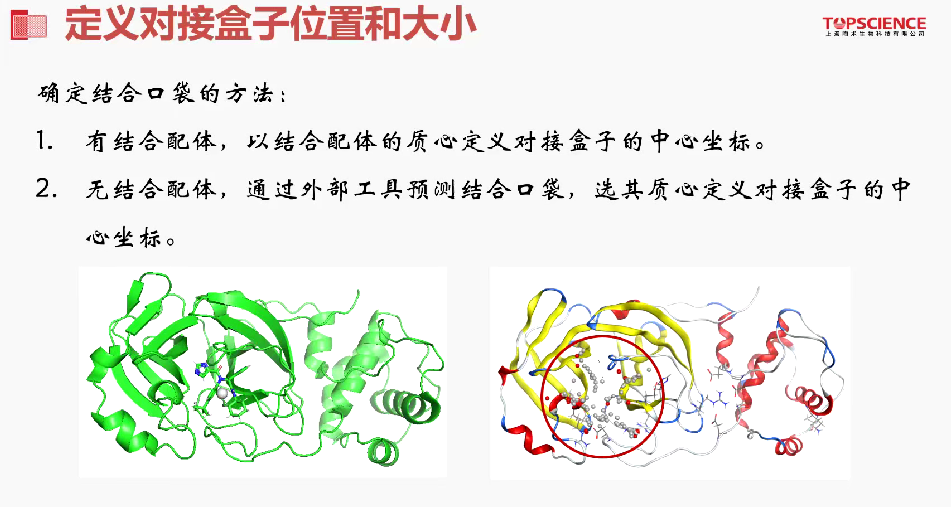 定义对接盒子位置和大小
TOPSCIENCE
上海陶术生物科技有限公司
确定结合口袋的方法：
1. 有结合配体，以结合配体的质心定义对接盒子的中心坐标。
2. 无结合配体，通过外部工具预测结合口袋，选其质心定义对接盒子的中
心坐标。